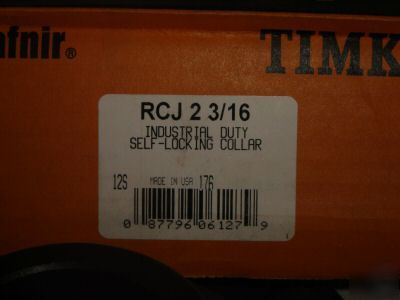 afnir® TIMK
RCJ 2 3/16
INDUSTRIAL DUTY
SELF-LOCKING COLLAR
12S MADE IN USA 176
0 87796 06127 9